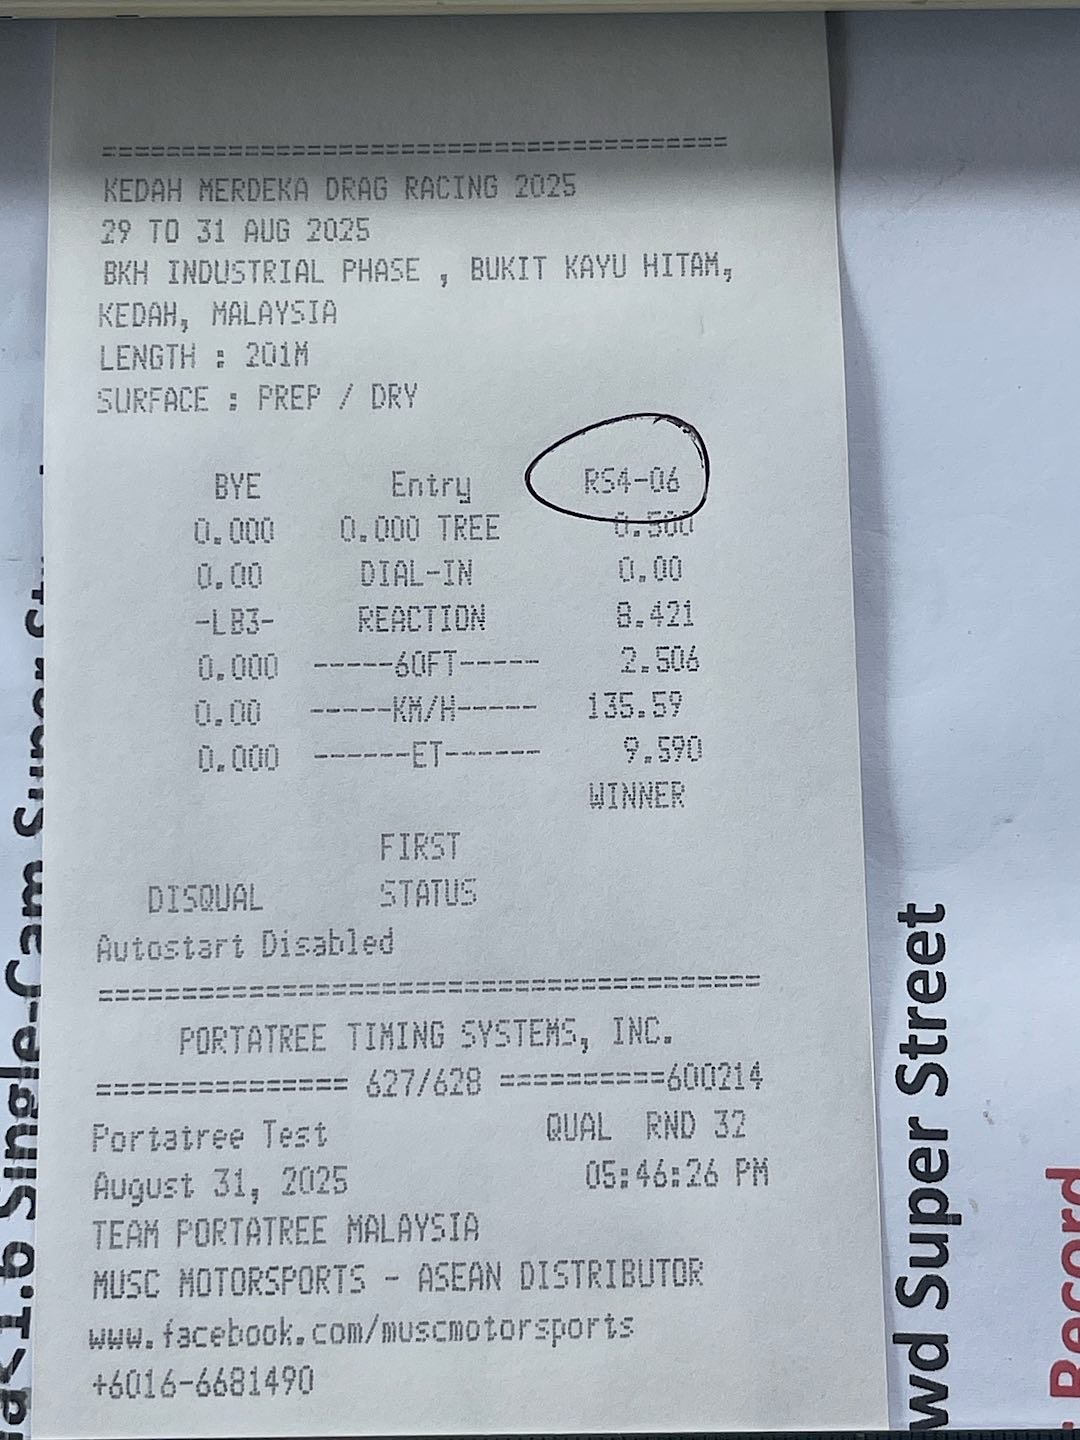 =======================================
KEDAH MERDEKA DRAG RACING 2025
29 TO 31 AUG 2025
BKH INDUSTRIAL PHASE , BUKIT KAYU HITAM,
KEDAH, MALAYSIA
LENGTH : 201M
SURFACE : PREP / DRY
BYE Entry RS4-06
0.000 0.000 TREE 0.500
0.00 DIAL-IN 0.00
-LB3- REACTION 8.421
0.000 -----60FT----- 2.506
0.00 -----KM/H----- 135.59
0.000 ------ET------ 9.590
WINNER
FIRST
DISQUAL STATUS
Autostart Disabled
========================================
PORTATREE TIMING SYSTEMS, INC.
=============== 627/628 ==========600214
Portatree Test QUAL RND 32
August 31, 2025 05:46:26 PM
TEAM PORTATREE MALAYSIA
MUSC MOTORSPORTS - ASEAN DISTRIBUTOR
www.facebook.com/muscmotorsports
+6016-6681490
1.6 Single-Cam Super
wd Super Street
Record